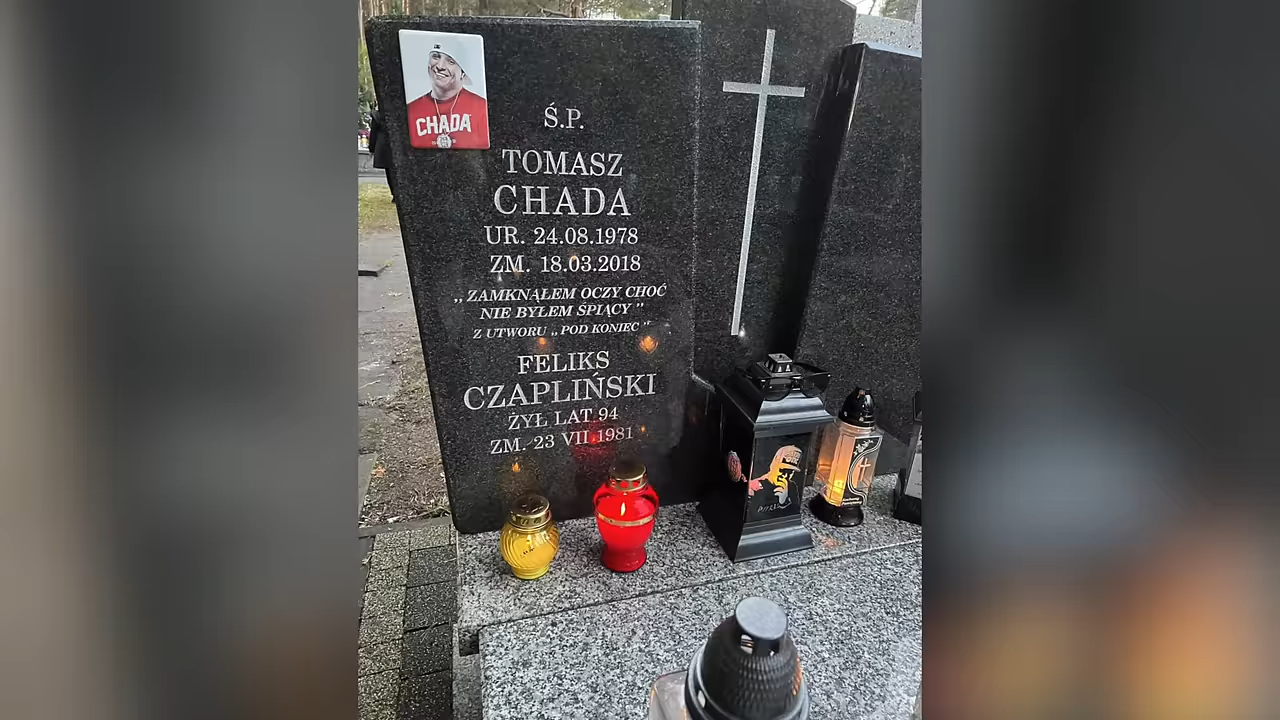 CHADA
Ś.P.
TOMASZ
CHADA
UR. 24.08.1978
ZM. 18.03.2018
„ZAMKNĄŁEM OCZY CHOĆ
NIE BYŁEM ŚPIĄCY”
Z UTWORU „POD KONIEC”
FELIKS
CZAPLIŃSKI
ŻYŁ LAT 94
ZM. 23 VII 1981